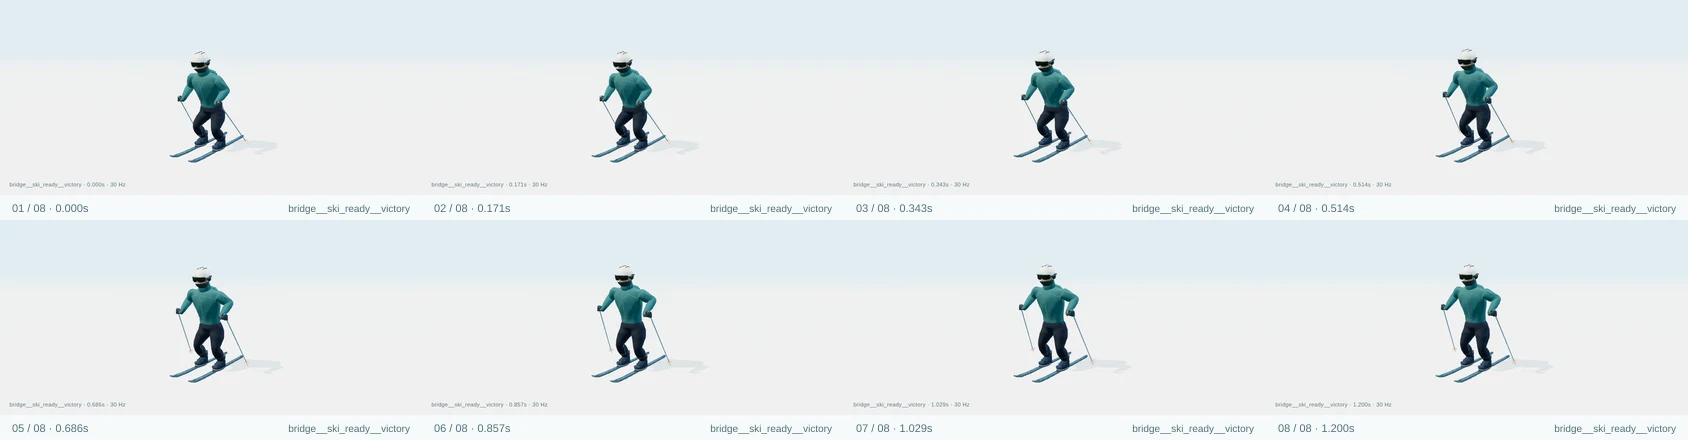 bridge__ski_ready__victory · 0.000s · 30 Hz
bridge__ski_ready__victory · 0.171s · 30 Hz
bridge__ski_ready__victory · 0.343s · 30 Hz
bridge__ski_ready__victory · 0.514s · 30 Hz
01 / 08 · 0.000s
bridge__ski_ready__victory
02 / 08 · 0.171s
bridge__ski_ready__victory
03 / 08 · 0.343s
bridge__ski_ready__victory
04 / 08 · 0.514s
bridge__ski_ready__victory
bridge__ski_ready__victory · 0.686s · 30 Hz
bridge__ski_ready__victory · 0.857s · 30 Hz
bridge__ski_ready__victory · 1.029s · 30 Hz
bridge__ski_ready__victory · 1.200s · 30 Hz
05 / 08 · 0.686s
bridge__ski_ready__victory
06 / 08 · 0.857s
bridge__ski_ready__victory
07 / 08 · 1.029s
bridge__ski_ready__victory
08 / 08 · 1.200s
bridge__ski_ready__victory